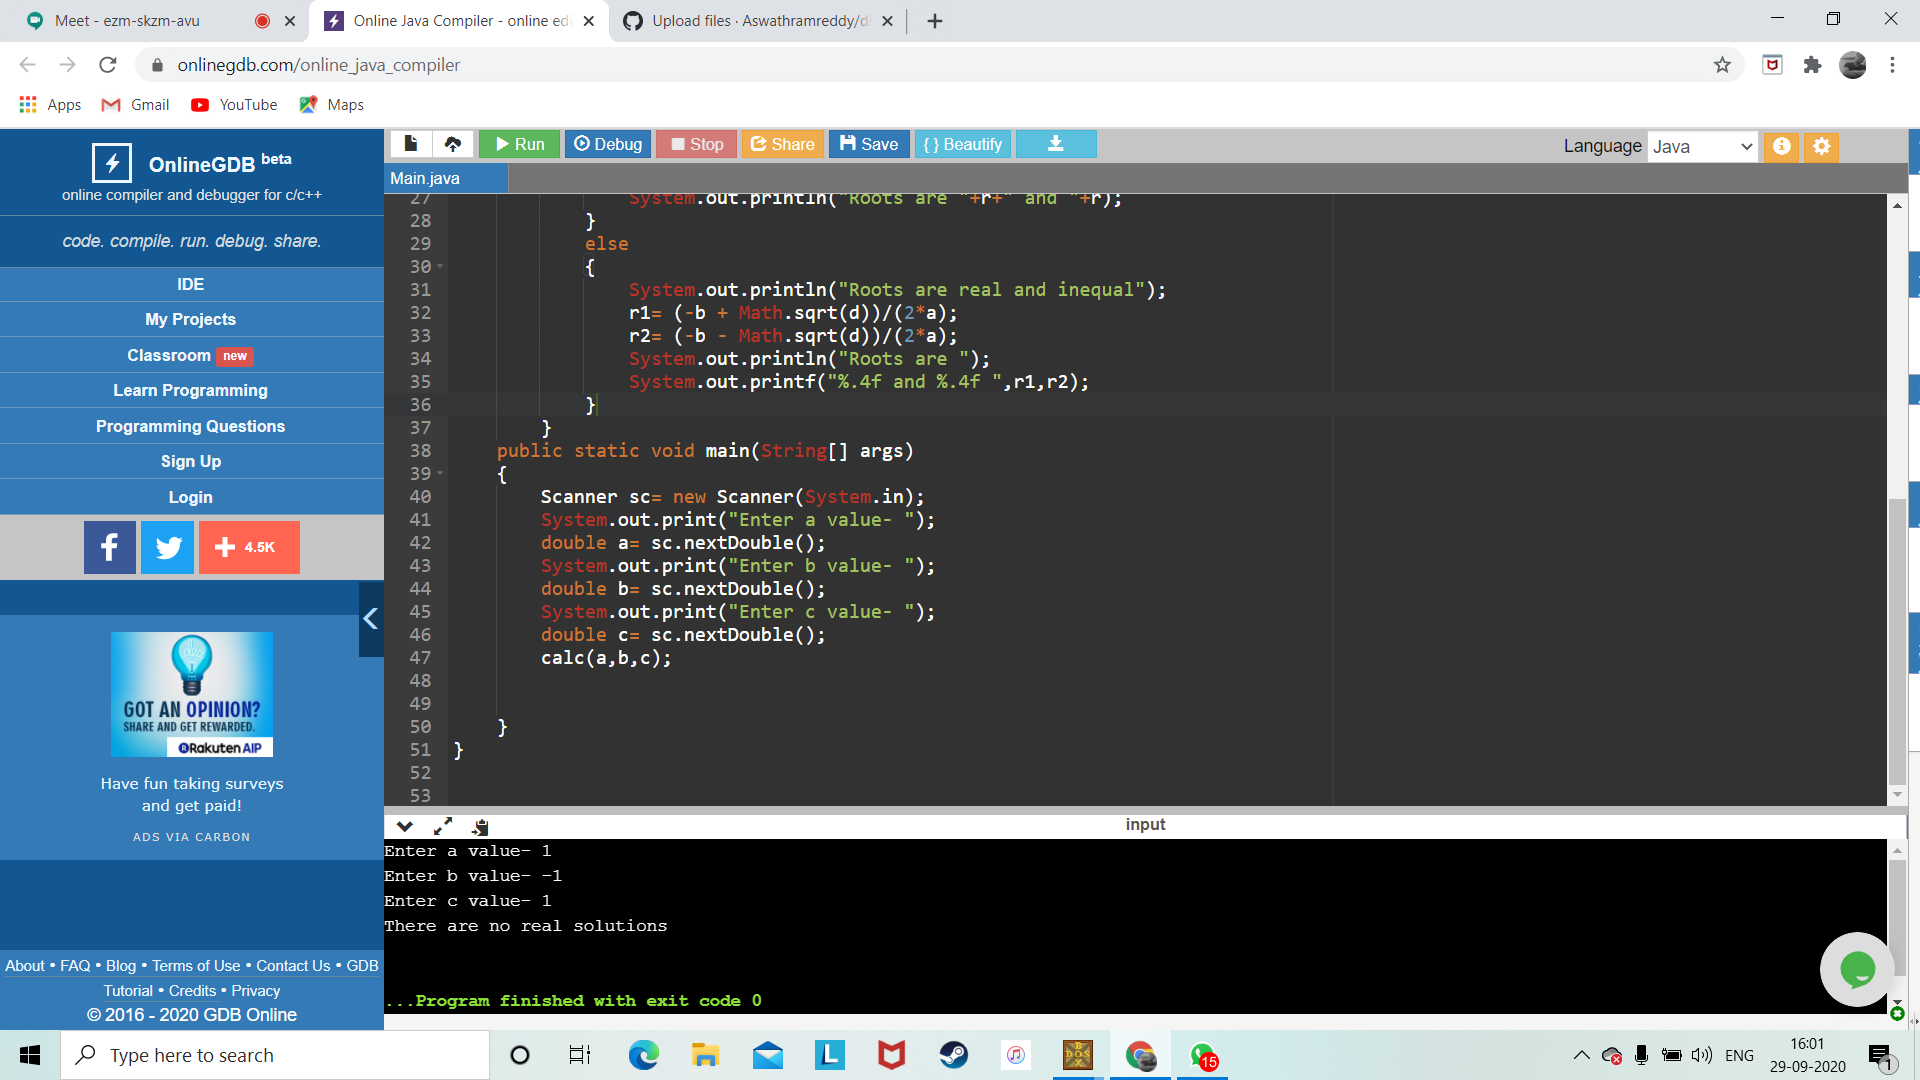 Meet - ezm-skzm-avu
Online Java Compiler - online edi
Upload files · Aswathramreddy/ds
onlinegdb.com/online_java_compiler
Apps Gmail YouTube Maps
OnlineGDB beta
online compiler and debugger for c/c++
code. compile. run. debug. share.
IDE
My Projects
Classroom new
Learn Programming
Programming Questions
Sign Up
Login
4.5K
GOT AN OPINION?
SHARE AND GET REWARDED.
Rakuten AIP
Have fun taking surveys
and get paid!
ADS VIA CARBON
About • FAQ • Blog • Terms of Use • Contact Us • GDB
Tutorial • Credits • Privacy
© 2016 - 2020 GDB Online
Run Debug Stop Share Save { } Beautify
Language Java
Main.java
27 System.out.println("Roots are "+r+" and "+r);
28 }
29 else
30 {
31 System.out.println("Roots are real and inequal");
32 r1= (-b + Math.sqrt(d))/(2*a);
33 r2= (-b - Math.sqrt(d))/(2*a);
34 System.out.println("Roots are ");
35 System.out.printf("%.4f and %.4f ",r1,r2);
36 }
37 }
38 public static void main(String[] args)
39 {
40 Scanner sc= new Scanner(System.in);
41 System.out.print("Enter a value- ");
42 double a= sc.nextDouble();
43 System.out.print("Enter b value- ");
44 double b= sc.nextDouble();
45 System.out.print("Enter c value- ");
46 double c= sc.nextDouble();
47 calc(a,b,c);
48
49
50 }
51 }
52
53
input
Enter a value- 1
Enter b value- -1
Enter c value- 1
There are no real solutions
...Program finished with exit code 0
Type here to search
L
DOS
15
ENG
16:01
29-09-2020
1